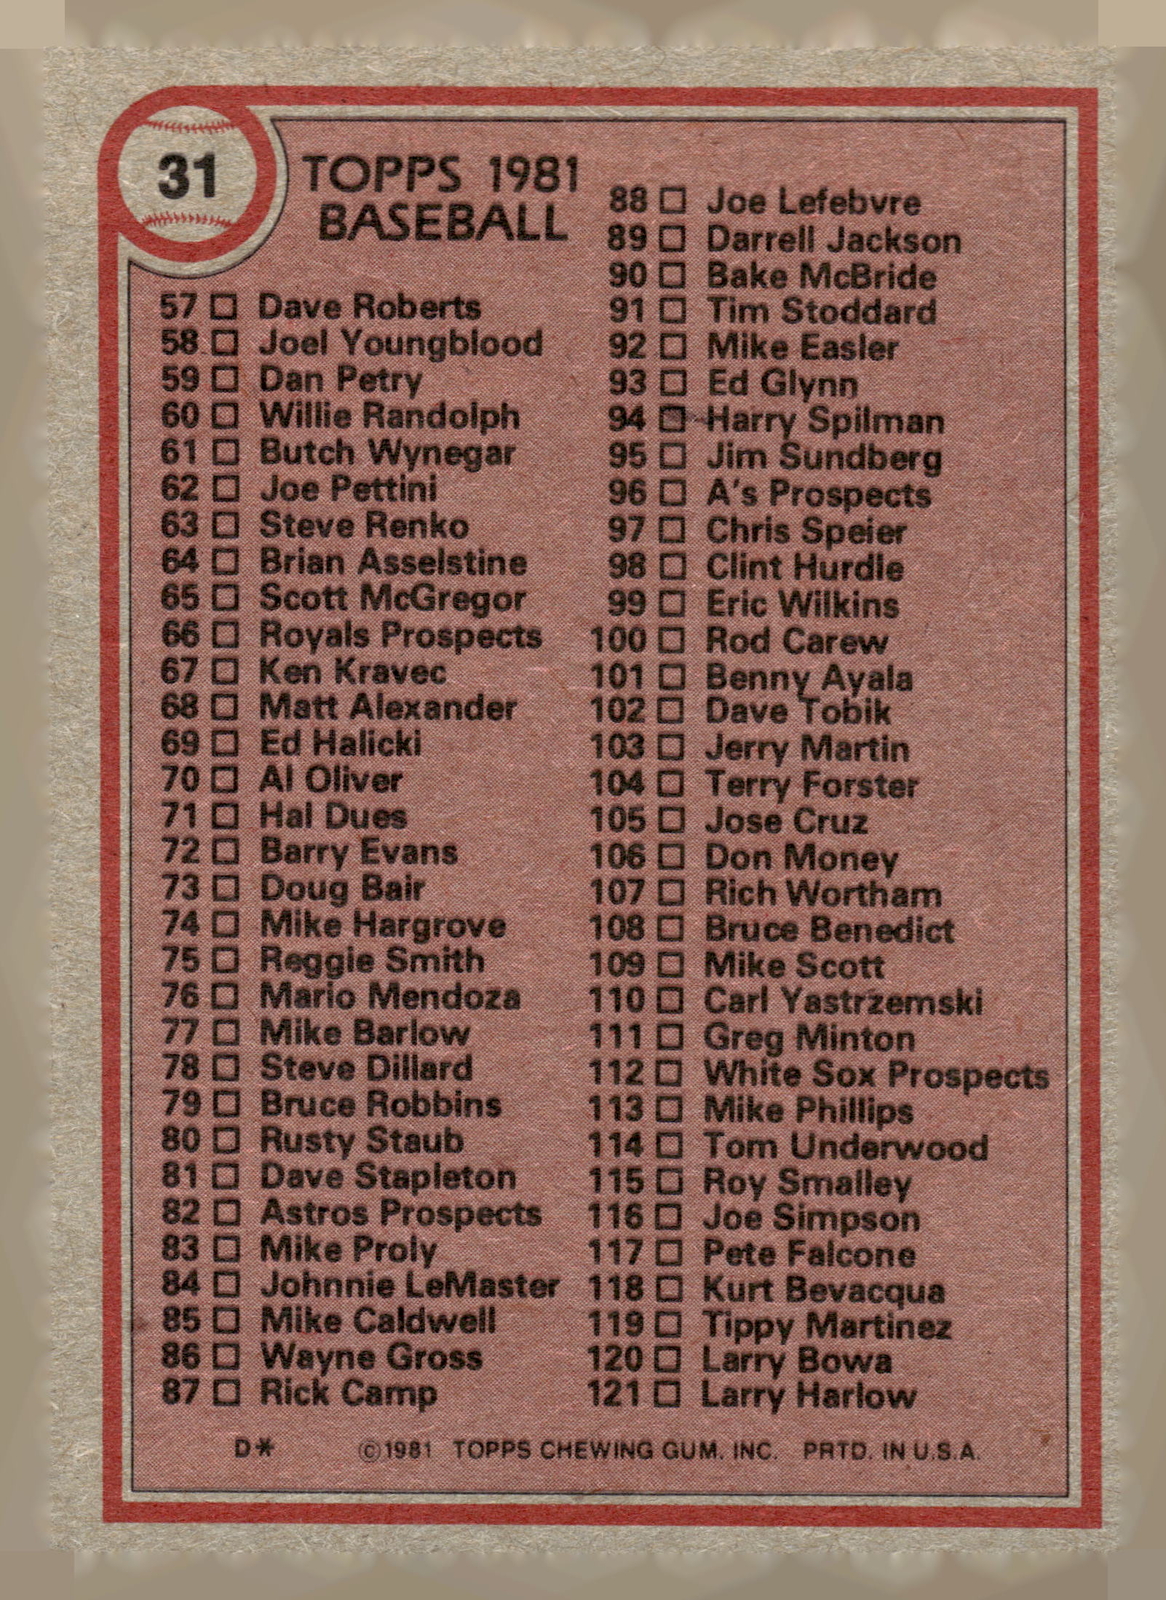 31
TOPPS 1981
BASEBALL
57 □ Dave Roberts
58 □ Joel Youngblood
59 □ Dan Petry
60 □ Willie Randolph
61 □ Butch Wynegar
62 □ Joe Pettini
63 □ Steve Renko
64 □ Brian Asselstine
65 □ Scott McGregor
66 □ Royals Prospects
67 □ Ken Kravec
68 □ Matt Alexander
69 □ Ed Halicki
70 □ Al Oliver
71 □ Hal Dues
72 □ Barry Evans
73 □ Doug Bair
74 □ Mike Hargrove
75 □ Reggie Smith
76 □ Mario Mendoza
77 □ Mike Barlow
78 □ Steve Dillard
79 □ Bruce Robbins
80 □ Rusty Staub
81 □ Dave Stapleton
82 □ Astros Prospects
83 □ Mike Proly
84 □ Johnnie LeMaster
85 □ Mike Caldwell
86 □ Wayne Gross
87 □ Rick Camp
88 □ Joe Lefebvre
89 □ Darrell Jackson
90 □ Bake McBride
91 □ Tim Stoddard
92 □ Mike Easler
93 □ Ed Glynn
94 □ Harry Spilman
95 □ Jim Sundberg
96 □ A's Prospects
97 □ Chris Speier
98 □ Clint Hurdle
99 □ Eric Wilkins
100 □ Rod Carew
101 □ Benny Ayala
102 □ Dave Tobik
103 □ Jerry Martin
104 □ Terry Forster
105 □ Jose Cruz
106 □ Don Money
107 □ Rich Wortham
108 □ Bruce Benedict
109 □ Mike Scott
110 □ Carl Yastrzemski
111 □ Greg Minton
112 □ White Sox Prospects
113 □ Mike Phillips
114 □ Tom Underwood
115 □ Roy Smalley
116 □ Joe Simpson
117 □ Pete Falcone
118 □ Kurt Bevacqua
119 □ Tippy Martinez
120 □ Larry Bowa
121 □ Larry Harlow
D* ©1981 TOPPS CHEWING GUM, INC. PRTD. IN U.S.A.